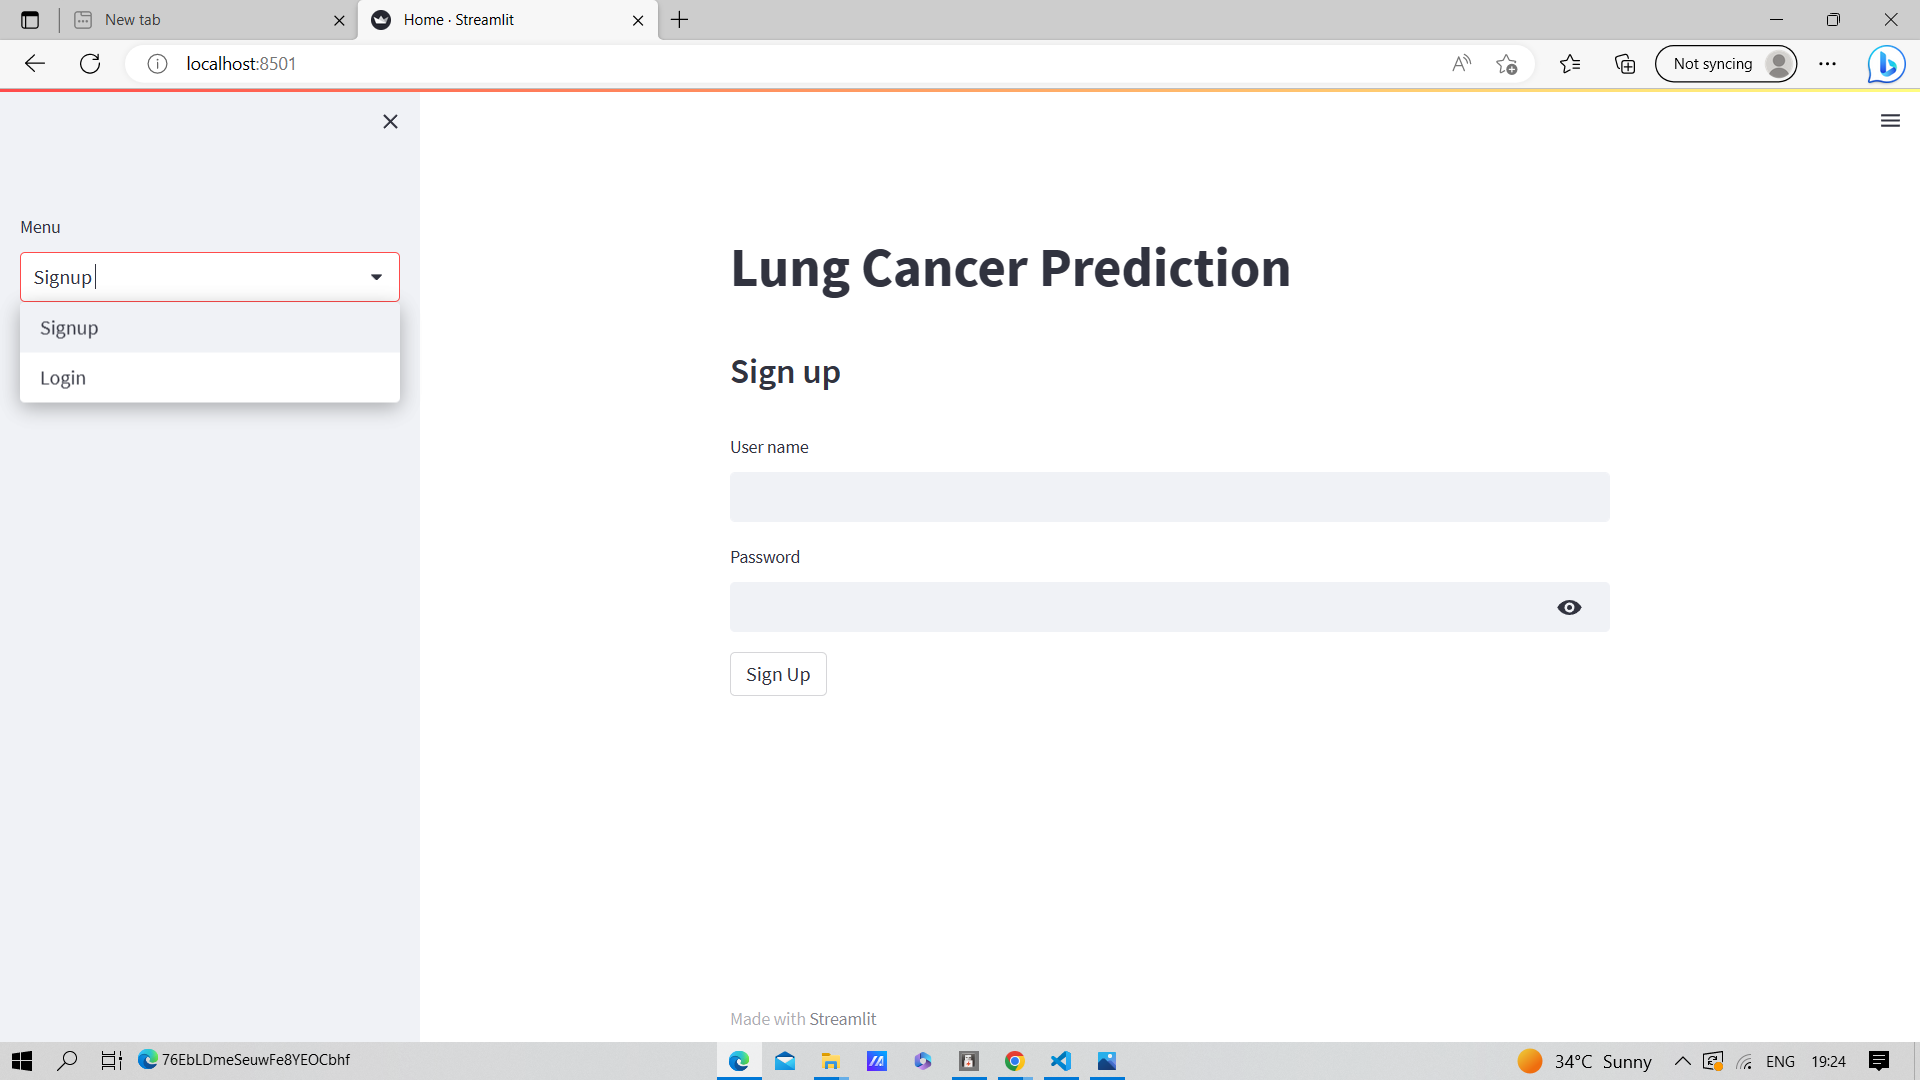 New tab
Home · Streamlit
localhost:8501
Not syncing
Menu
Signup
Signup
Login
Lung Cancer Prediction
Sign up
User name
Password
Sign Up
Made with Streamlit
76EbLDmeSeuwFe8YEOCbhf
34°C Sunny
ENG
19:24